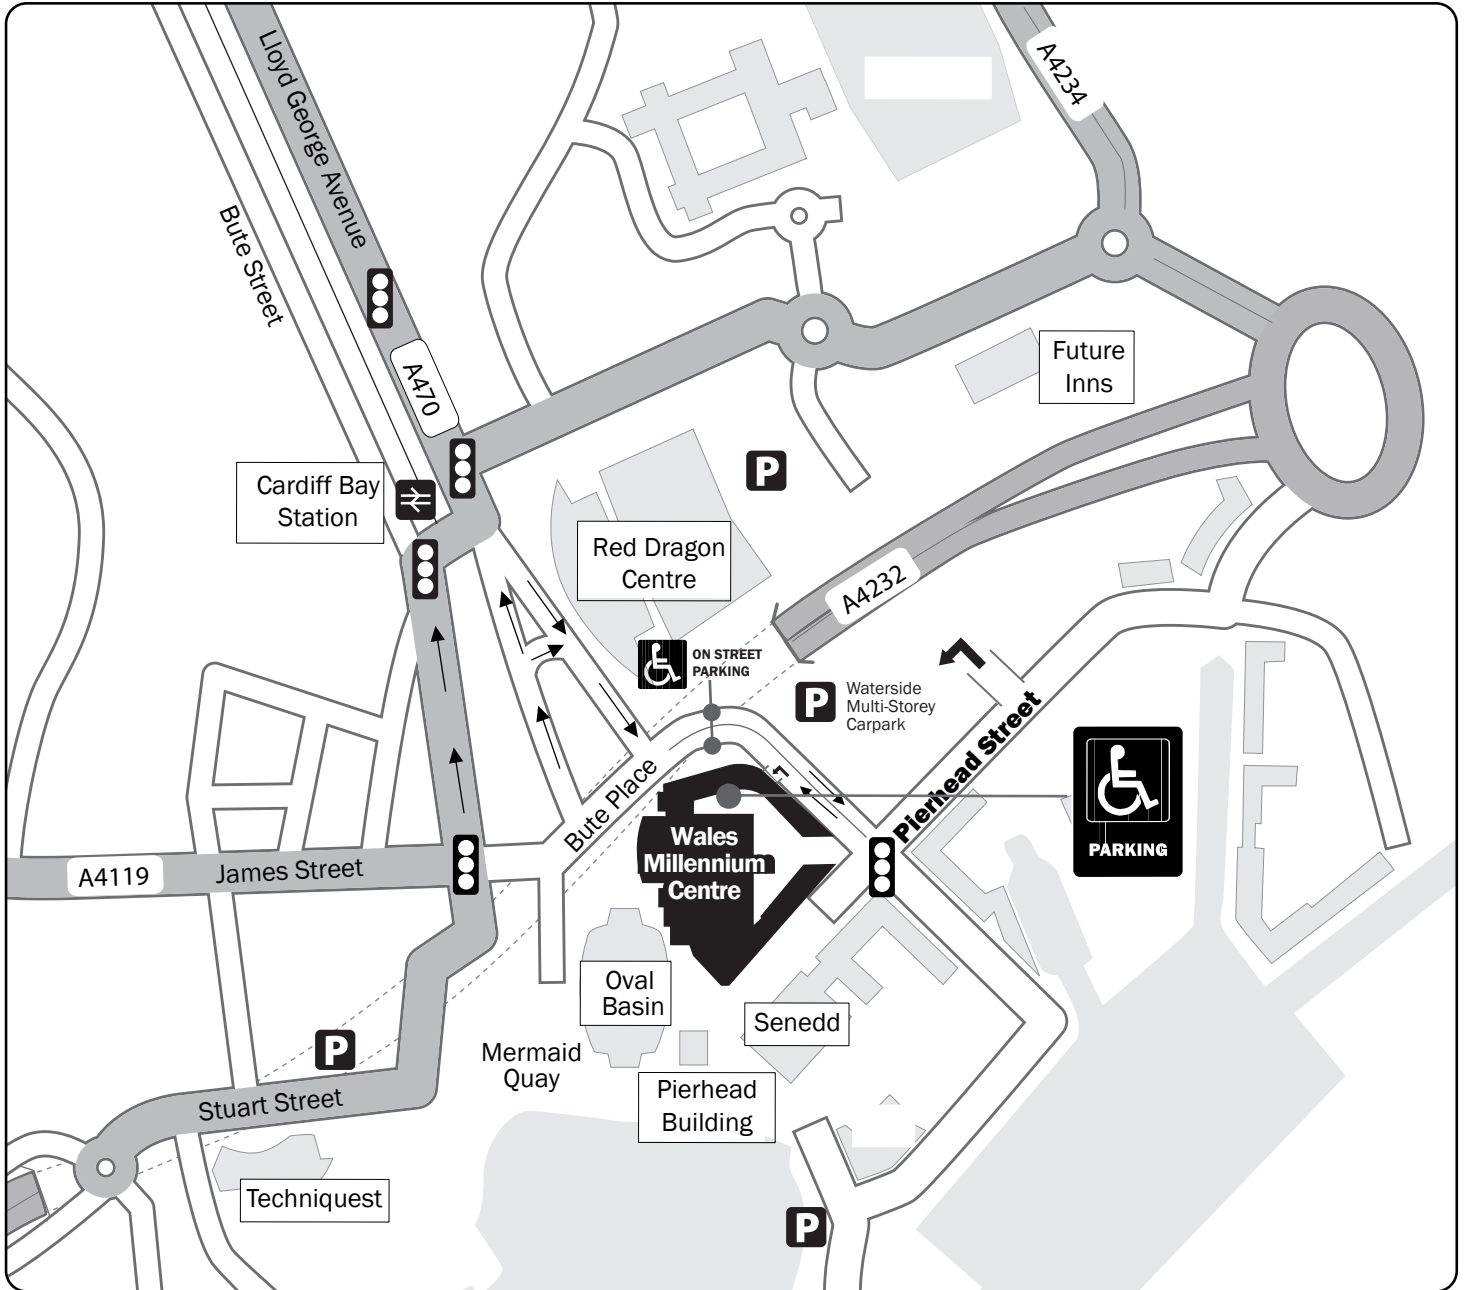 Lloyd George Avenue
A4234
Bute Street
A470
Future
Inns
Cardiff Bay
Station
P
Red Dragon
Centre
A4232
ON STREET
PARKING
P
Waterside
Multi-Storey
Carpark
Pierhead Street
Bute Place
PARKING
Wales
Millennium
Centre
A4119
James Street
Oval
Basin
Senedd
P
Mermaid
Quay
Pierhead
Building
Stuart Street
Techniquest
P